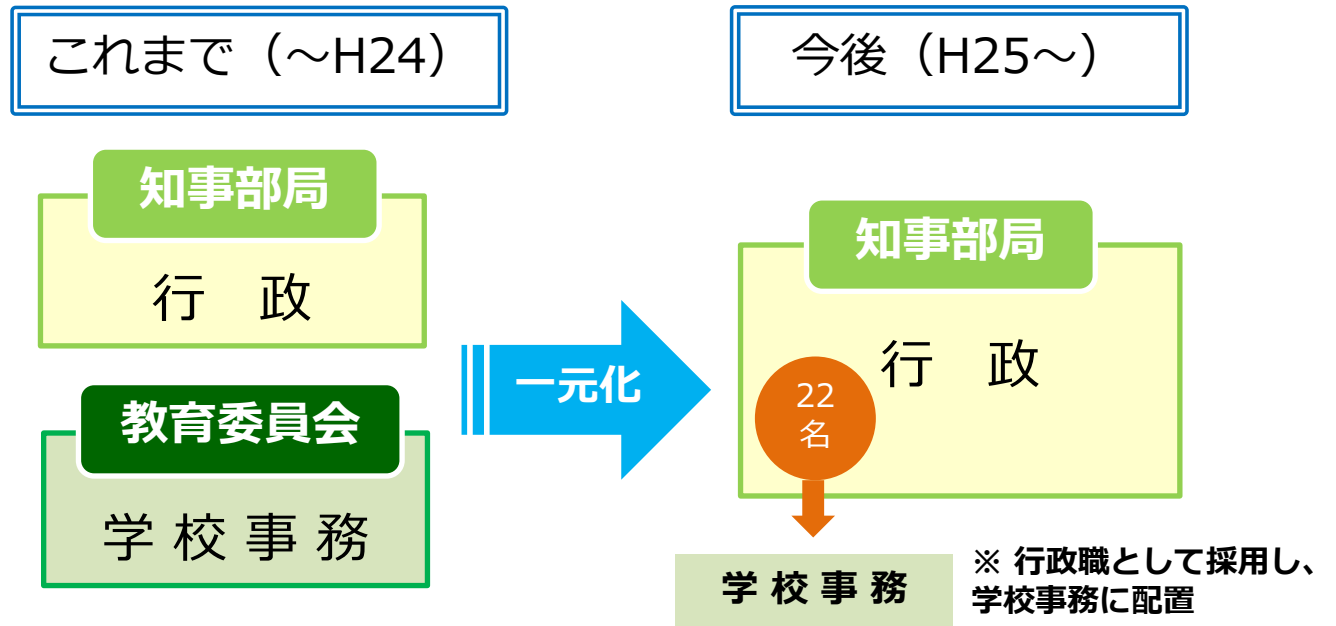 これまで（～H24）
今後（H25～）
知事部局
行　政
教育委員会
学 校 事 務
一元化
知事部局
行　政
22
名
学 校 事 務
※ 行政職として採用し、
学校事務に配置